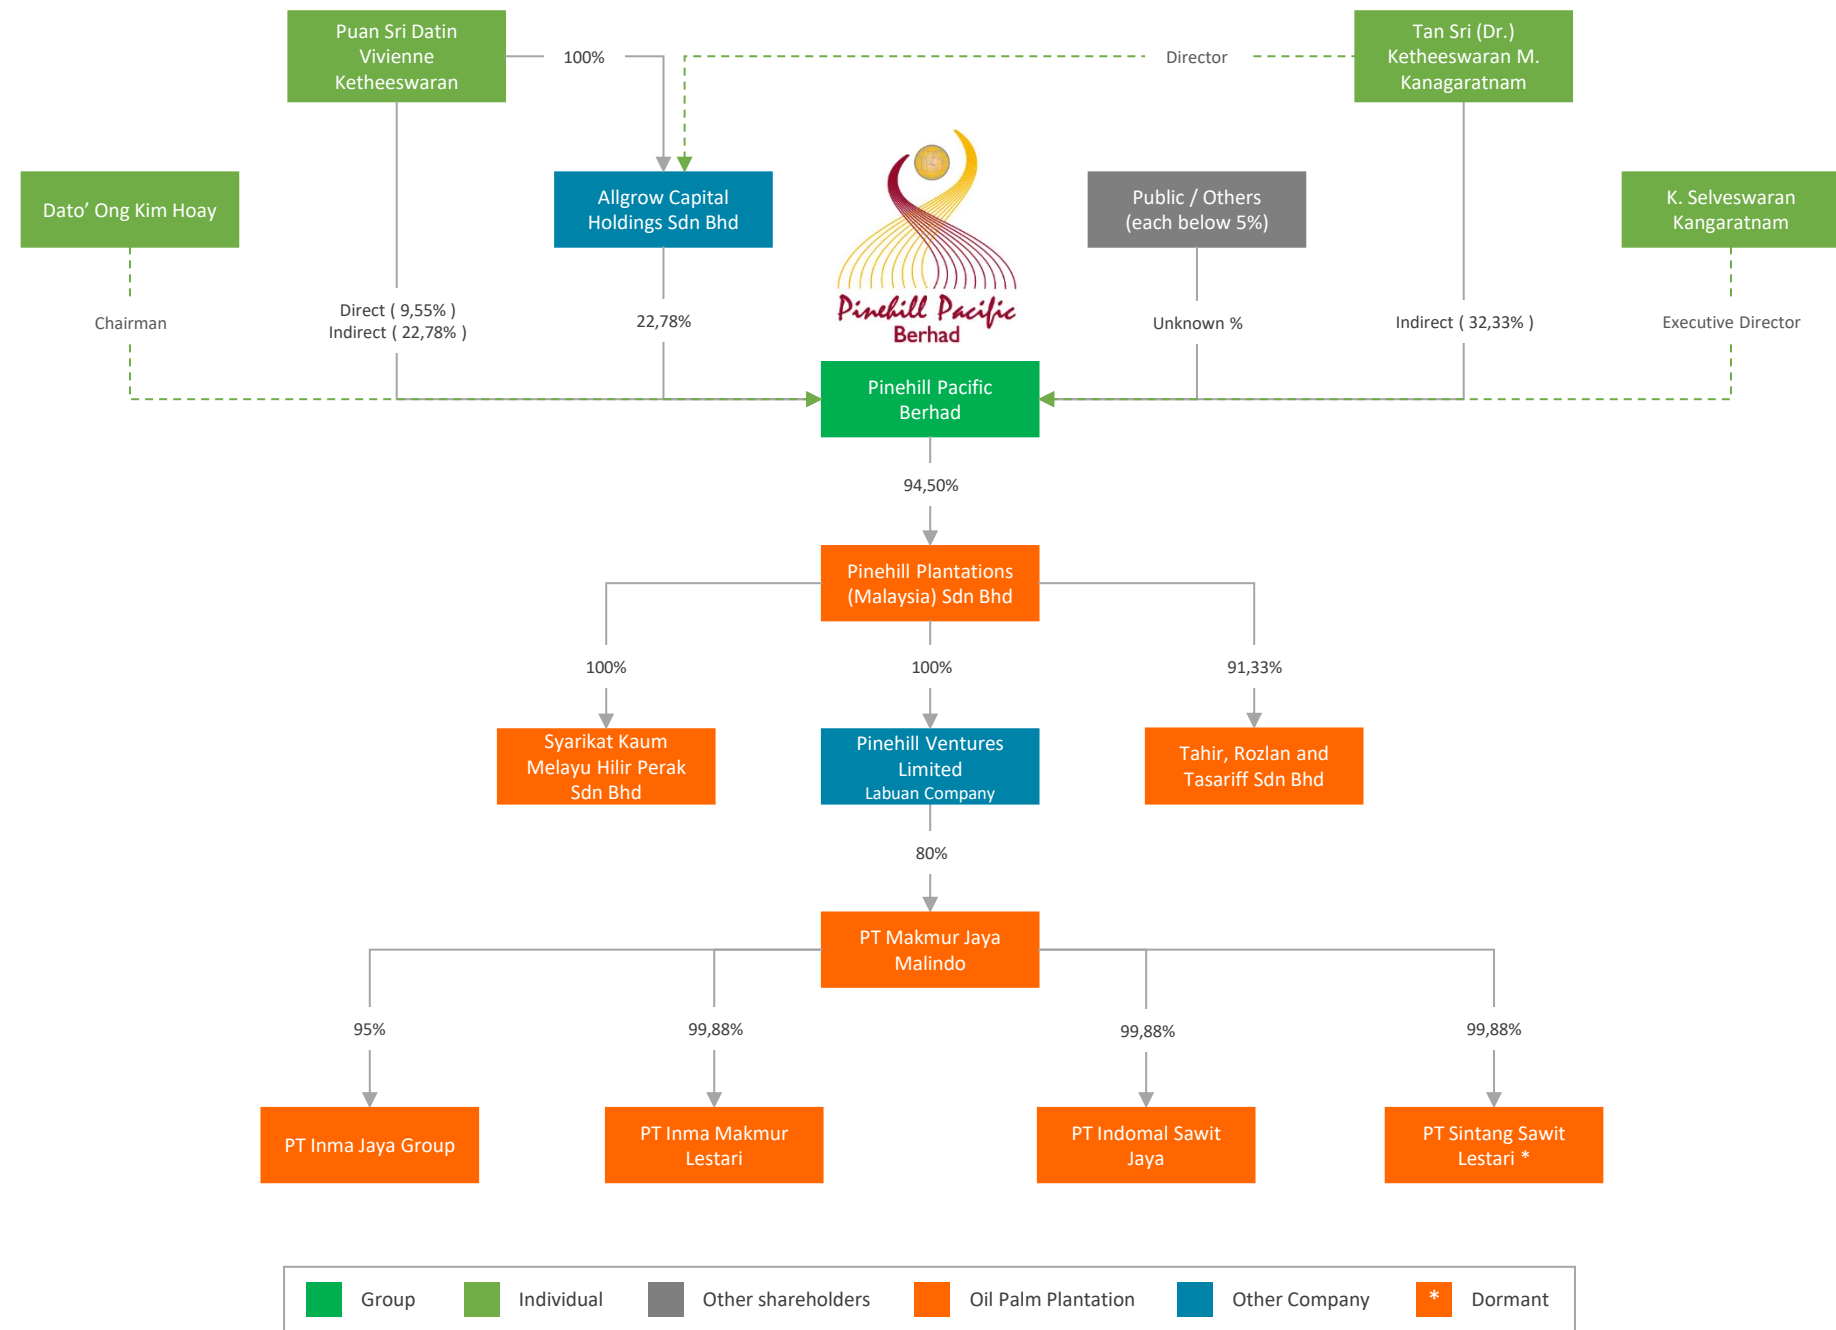 Puan Sri Datin
Vivienne
Ketheeswaran
100%
Director
Tan Sri (Dr.)
Ketheeswaran M.
Kanagaratnam
Dato’ Ong Kim Hoay
Allgrow Capital
Holdings Sdn Bhd
Public / Others
(each below 5%)
K. Selveswaran
Kangaratnam
Pinehill Pacific
Berhad
Chairman
Direct ( 9,55% )
Indirect ( 22,78% )
22,78%
Unknown %
Indirect ( 32,33% )
Executive Director
Pinehill Pacific
Berhad
94,50%
Pinehill Plantations
(Malaysia) Sdn Bhd
100%
100%
91,33%
Syarikat Kaum
Melayu Hilir Perak
Sdn Bhd
Pinehill Ventures
Limited
Labuan Company
Tahir, Rozlan and
Tasariff Sdn Bhd
80%
PT Makmur Jaya
Malindo
95%
99,88%
99,88%
99,88%
PT Inma Jaya Group
PT Inma Makmur
Lestari
PT Indomal Sawit
Jaya
PT Sintang Sawit
Lestari *
Group
Individual
Other shareholders
Oil Palm Plantation
Other Company
* Dormant